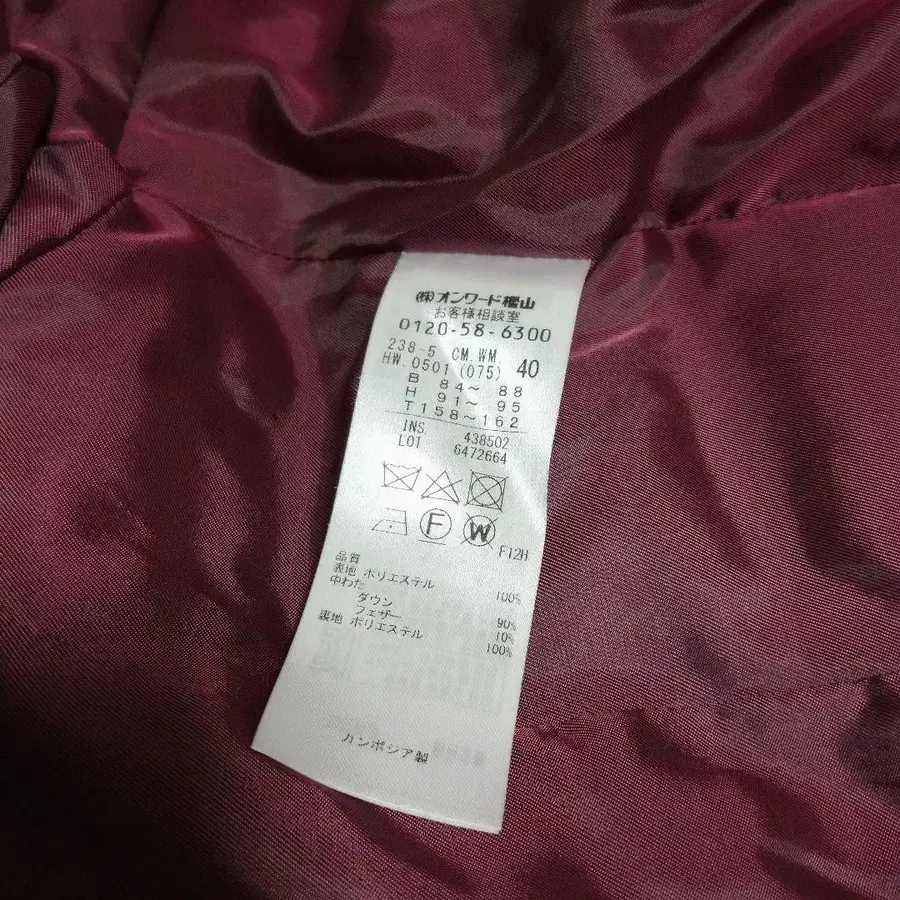 ㈱オンワード樫山
お客様相談室
0120-58-6300
238-5 CM.WM.
HW.0501(075) 40
B 84～ 88
H 91～ 95
T158～162
INS 438502
LOT 6472664
F
W
F12H
品質
表地 ポリエステル 100%
中わた
ダウン 90%
フェザー 10%
裏地 ポリエステル 100%
カンボジア製